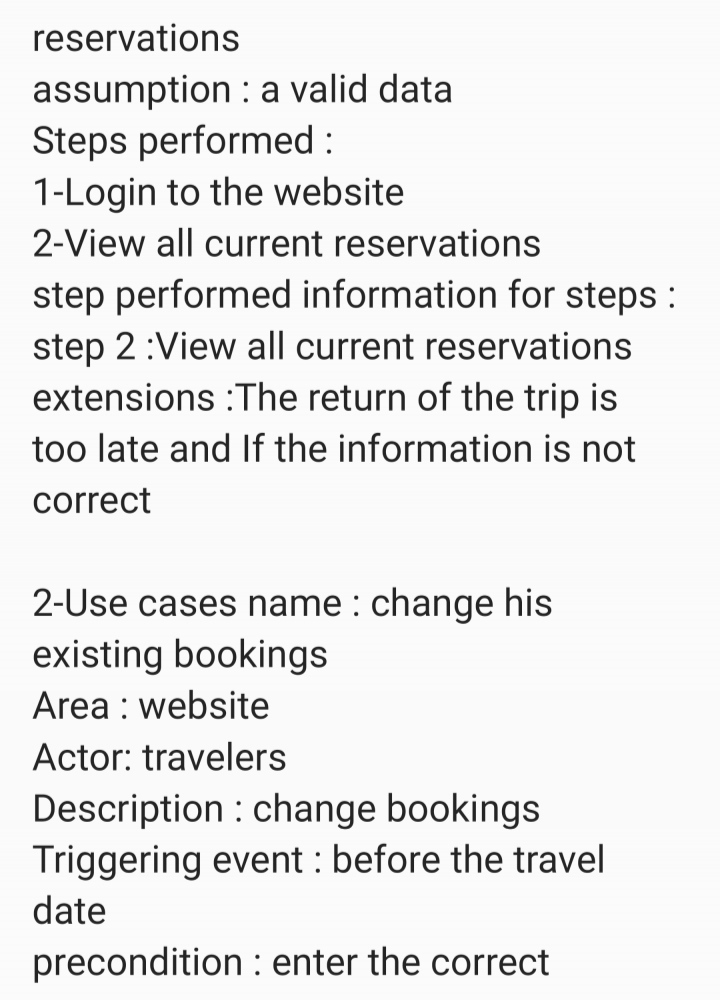 reservations
assumption : a valid data
Steps performed :
1-Login to the website
2-View all current reservations
step performed information for steps :
step 2 :View all current reservations
extensions :The return of the trip is
too late and If the information is not
correct
2-Use cases name : change his
existing bookings
Area : website
Actor: travelers
Description : change bookings
Triggering event : before the travel
date
precondition : enter the correct